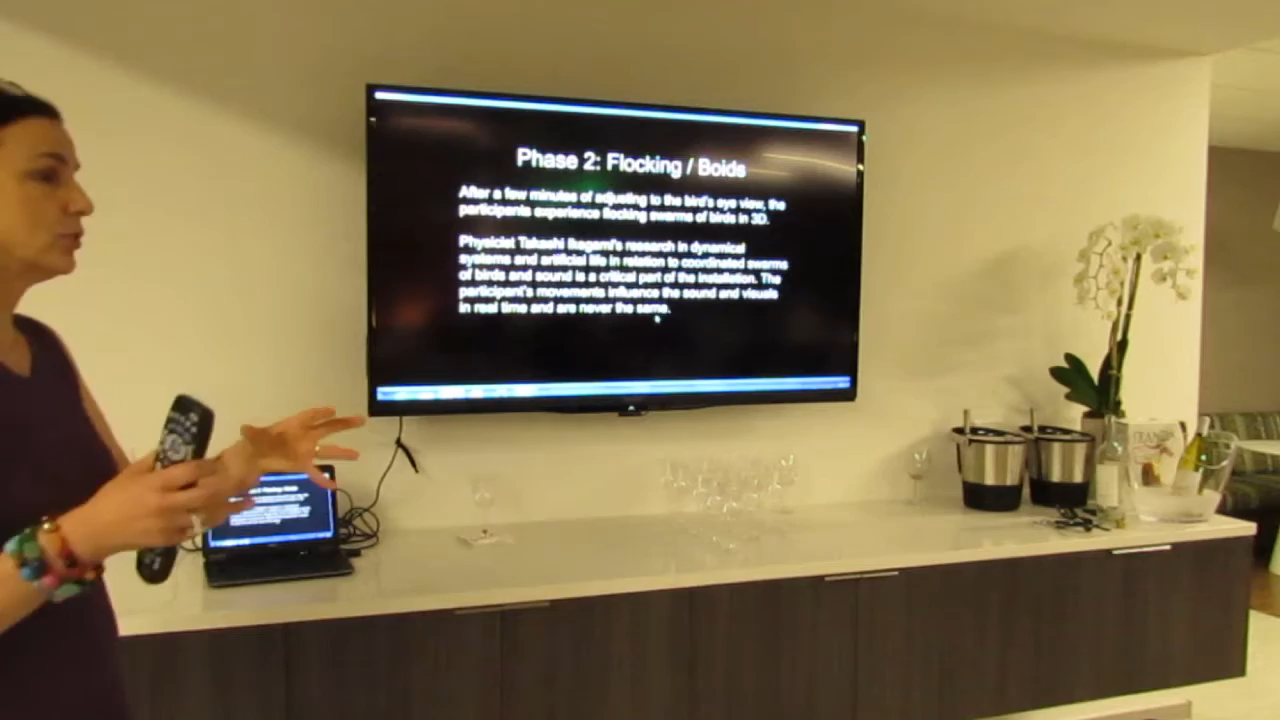 Phase 2: Flocking / Boids
After a few minutes of adjusting to the bird's eye view, the
participants experience flocking swarms of birds in 3D.
Physicist Takashi Ikegami's research in dynamical
systems and artificial life in relation to coordinated swarms
of birds and sound is a critical part of the installation. The
participant's movements influence the sound and visuals
in real time and are never the same.